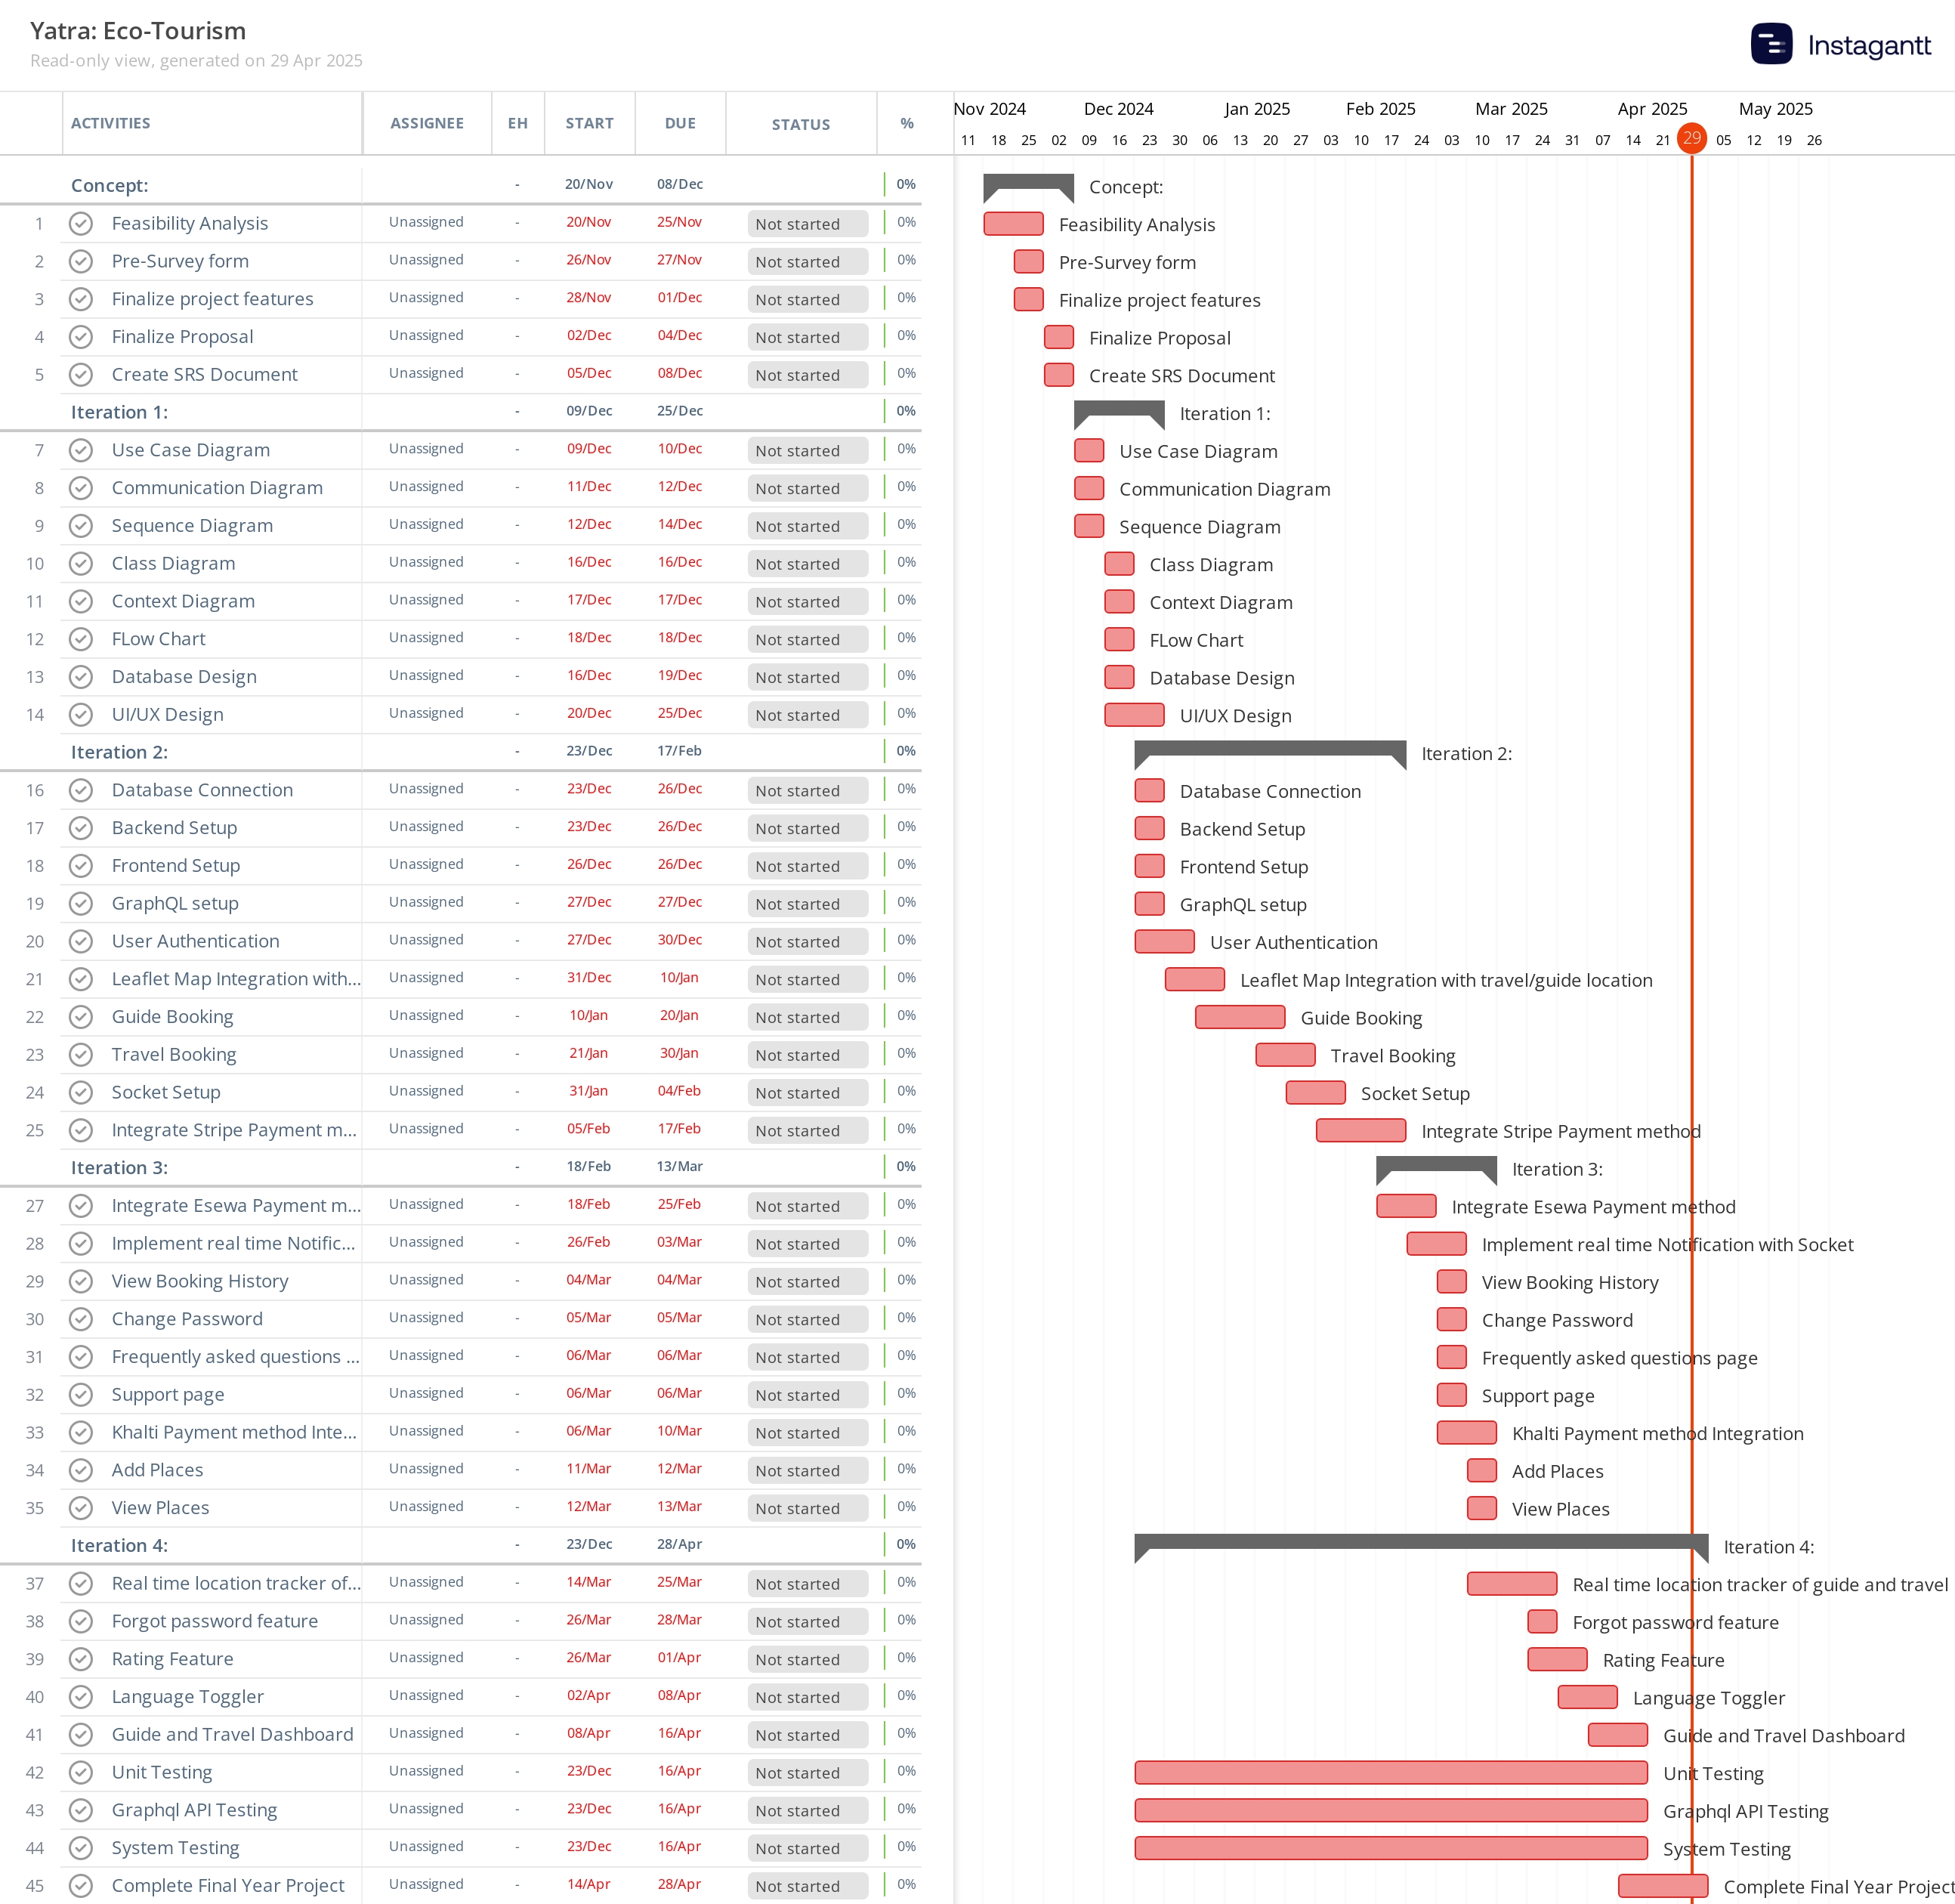 Yatra: Eco-Tourism
Read-only view, generated on 29 Apr 2025
Instagantt
ACTIVITIES ASSIGNEE EH START DUE STATUS %
Nov 2024 Dec 2024 Jan 2025 Feb 2025 Mar 2025 Apr 2025 May 2025
11 18 25 02 09 16 23 30 06 13 20 27 03 10 17 24 03 10 17 24 31 07 14 21 29 05 12 19 26
Concept: - 20/Nov 08/Dec 0% Concept:
1 Feasibility Analysis Unassigned - 20/Nov 25/Nov Not started 0% Feasibility Analysis
2 Pre-Survey form Unassigned - 26/Nov 27/Nov Not started 0% Pre-Survey form
3 Finalize project features Unassigned - 28/Nov 01/Dec Not started 0% Finalize project features
4 Finalize Proposal Unassigned - 02/Dec 04/Dec Not started 0% Finalize Proposal
5 Create SRS Document Unassigned - 05/Dec 08/Dec Not started 0% Create SRS Document
Iteration 1: - 09/Dec 25/Dec 0% Iteration 1:
7 Use Case Diagram Unassigned - 09/Dec 10/Dec Not started 0% Use Case Diagram
8 Communication Diagram Unassigned - 11/Dec 12/Dec Not started 0% Communication Diagram
9 Sequence Diagram Unassigned - 12/Dec 14/Dec Not started 0% Sequence Diagram
10 Class Diagram Unassigned - 16/Dec 16/Dec Not started 0% Class Diagram
11 Context Diagram Unassigned - 17/Dec 17/Dec Not started 0% Context Diagram
12 FLow Chart Unassigned - 18/Dec 18/Dec Not started 0% FLow Chart
13 Database Design Unassigned - 16/Dec 19/Dec Not started 0% Database Design
14 UI/UX Design Unassigned - 20/Dec 25/Dec Not started 0% UI/UX Design
Iteration 2: - 23/Dec 17/Feb 0% Iteration 2:
16 Database Connection Unassigned - 23/Dec 26/Dec Not started 0% Database Connection
17 Backend Setup Unassigned - 23/Dec 26/Dec Not started 0% Backend Setup
18 Frontend Setup Unassigned - 26/Dec 26/Dec Not started 0% Frontend Setup
19 GraphQL setup Unassigned - 27/Dec 27/Dec Not started 0% GraphQL setup
20 User Authentication Unassigned - 27/Dec 30/Dec Not started 0% User Authentication
21 Leaflet Map Integration with... Unassigned - 31/Dec 10/Jan Not started 0% Leaflet Map Integration with travel/guide location
22 Guide Booking Unassigned - 10/Jan 20/Jan Not started 0% Guide Booking
23 Travel Booking Unassigned - 21/Jan 30/Jan Not started 0% Travel Booking
24 Socket Setup Unassigned - 31/Jan 04/Feb Not started 0% Socket Setup
25 Integrate Stripe Payment m... Unassigned - 05/Feb 17/Feb Not started 0% Integrate Stripe Payment method
Iteration 3: - 18/Feb 13/Mar 0% Iteration 3:
27 Integrate Esewa Payment m... Unassigned - 18/Feb 25/Feb Not started 0% Integrate Esewa Payment method
28 Implement real time Notific... Unassigned - 26/Feb 03/Mar Not started 0% Implement real time Notification with Socket
29 View Booking History Unassigned - 04/Mar 04/Mar Not started 0% View Booking History
30 Change Password Unassigned - 05/Mar 05/Mar Not started 0% Change Password
31 Frequently asked questions ... Unassigned - 06/Mar 06/Mar Not started 0% Frequently asked questions page
32 Support page Unassigned - 06/Mar 06/Mar Not started 0% Support page
33 Khalti Payment method Inte... Unassigned - 06/Mar 10/Mar Not started 0% Khalti Payment method Integration
34 Add Places Unassigned - 11/Mar 12/Mar Not started 0% Add Places
35 View Places Unassigned - 12/Mar 13/Mar Not started 0% View Places
Iteration 4: - 23/Dec 28/Apr 0% Iteration 4:
37 Real time location tracker of... Unassigned - 14/Mar 25/Mar Not started 0% Real time location tracker of guide and travel
38 Forgot password feature Unassigned - 26/Mar 28/Mar Not started 0% Forgot password feature
39 Rating Feature Unassigned - 26/Mar 01/Apr Not started 0% Rating Feature
40 Language Toggler Unassigned - 02/Apr 08/Apr Not started 0% Language Toggler
41 Guide and Travel Dashboard Unassigned - 08/Apr 16/Apr Not started 0% Guide and Travel Dashboard
42 Unit Testing Unassigned - 23/Dec 16/Apr Not started 0% Unit Testing
43 Graphql API Testing Unassigned - 23/Dec 16/Apr Not started 0% Graphql API Testing
44 System Testing Unassigned - 23/Dec 16/Apr Not started 0% System Testing
45 Complete Final Year Project Unassigned - 14/Apr 28/Apr Not started 0% Complete Final Year Project